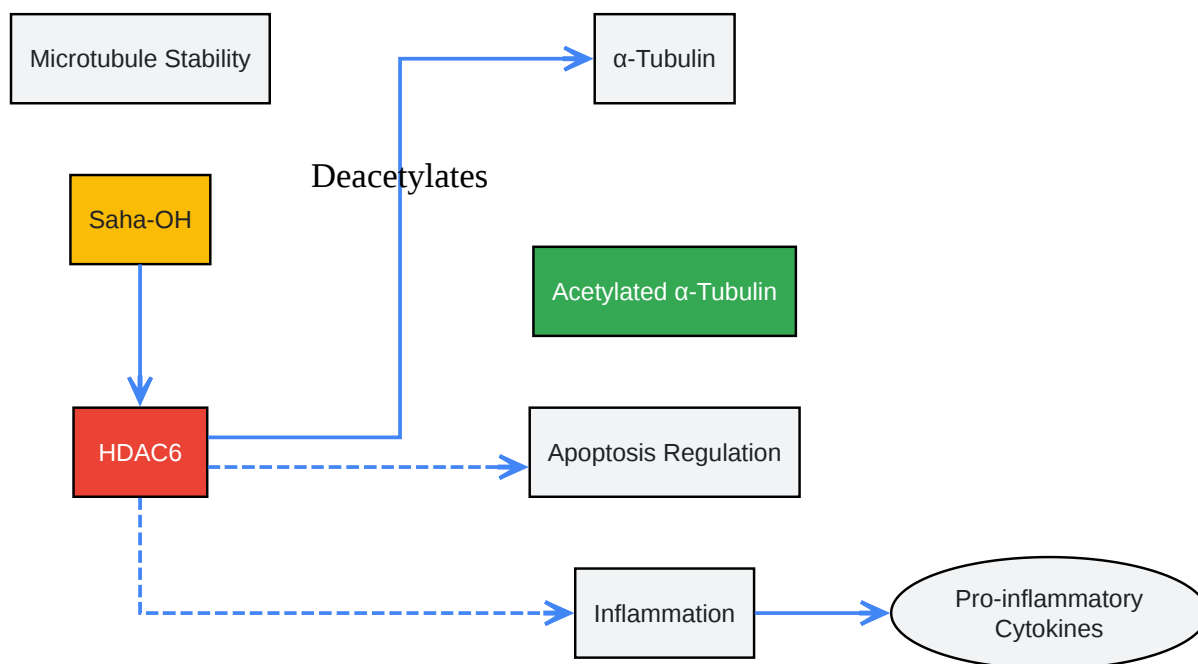 Microtubule Stability
α-Tubulin
Deacetylates
Saha-OH
Acetylated α-Tubulin
HDAC6
Apoptosis Regulation
Inflammation
Pro-inflammatory
Cytokines